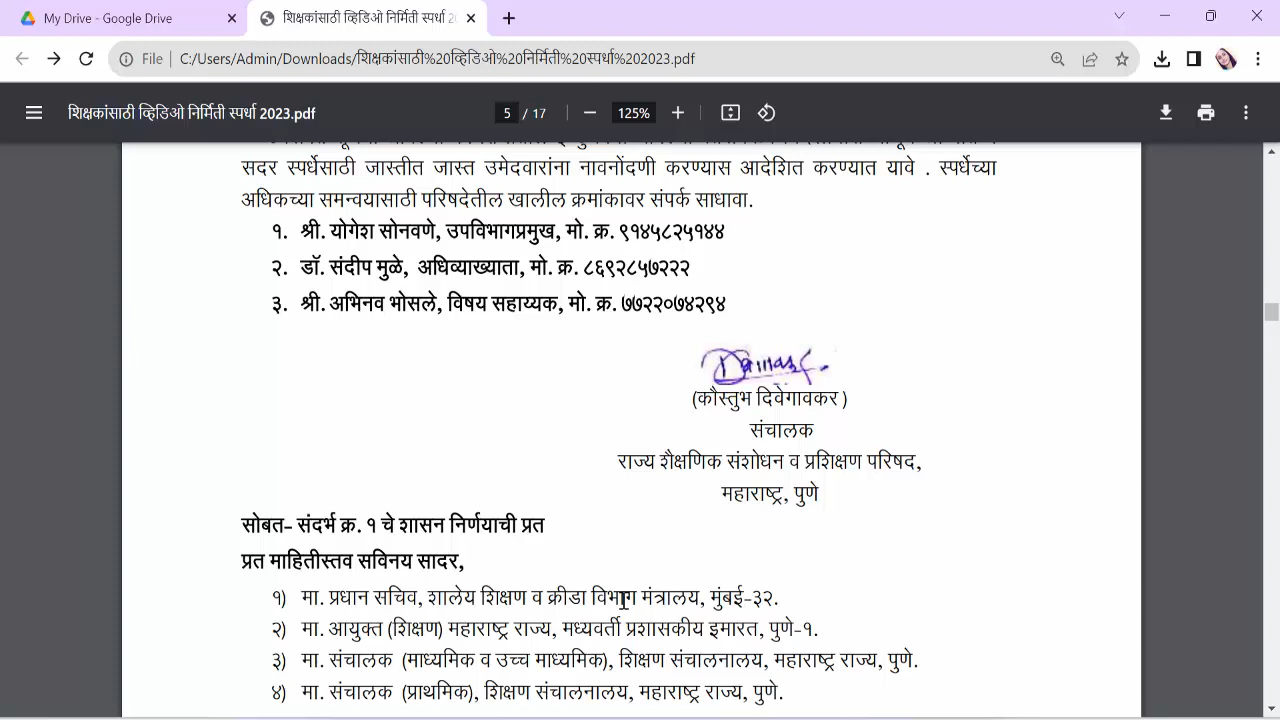 My Drive - Google Drive
शिक्षकांसाठी व्हिडिओ निर्मिती स्पर्धा 20
File C:/Users/Admin/Downloads/शिक्षकांसाठी%20व्हिडिओ%20निर्मिती%20स्पर्धा%202023.pdf
शिक्षकांसाठी व्हिडिओ निर्मिती स्पर्धा 2023.pdf
5 / 17
125%
सदर स्पर्धेसाठी जास्तीत जास्त उमेदवारांना नावनोंदणी करण्यास आदेशित करण्यात यावे . स्पर्धेच्या
अधिकच्या समन्वयासाठी परिषदेतील खालील क्रमांकावर संपर्क साधावा.
१. श्री. योगेश सोनवणे, उपविभागप्रमुख, मो. क्र. ९१४५८२५१४४
२. डॉ. संदीप मुळे, अधिव्याख्याता, मो. क्र. ८६९२८५७२२२
३. श्री. अभिनव भोसले, विषय सहाय्यक, मो. क्र. ७७२२०७४२९४
(कौस्तुभ दिवेगावकर )
संचालक
राज्य शैक्षणिक संशोधन व प्रशिक्षण परिषद,
महाराष्ट्र, पुणे
सोबत- संदर्भ क्र. १ चे शासन निर्णयाची प्रत
प्रत माहितीस्तव सविनय सादर,
१) मा. प्रधान सचिव, शालेय शिक्षण व क्रीडा विभाग मंत्रालय, मुंबई-३२.
२) मा. आयुक्त (शिक्षण) महाराष्ट्र राज्य, मध्यवर्ती प्रशासकीय इमारत, पुणे-१.
३) मा. संचालक (माध्यमिक व उच्च माध्यमिक), शिक्षण संचालनालय, महाराष्ट्र राज्य, पुणे.
४) मा. संचालक (प्राथमिक), शिक्षण संचालनालय, महाराष्ट्र राज्य, पुणे.